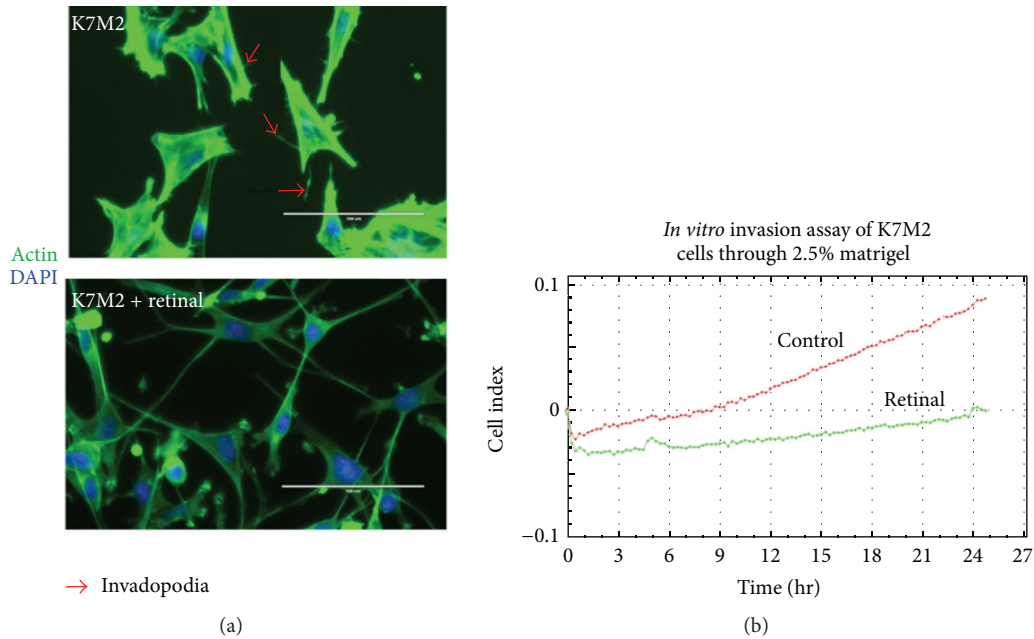 K7M2
Actin
DAPI
K7M2 + retinal
→ Invadopodia
(a)
In vitro invasion assay of K7M2
cells through 2.5% matrigel
0.1
Control
Retinal
0
−0.1
Cell index
0 3 6 9 12 15 18 21 24 27
Time (hr)
(b)